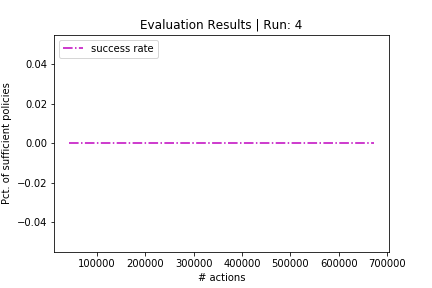 Evaluation Results | Run: 4
success rate
Pct. of sufficient policies
0.04
0.02
0.00
−0.02
−0.04
100000 200000 300000 400000 500000 600000 700000
# actions